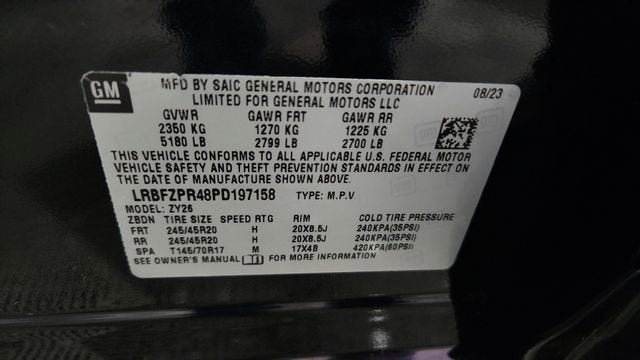 GM
MFD BY SAIC GENERAL MOTORS CORPORATION 08/23
LIMITED FOR GENERAL MOTORS LLC
GVWR GAWR FRT GAWR RR
2350 KG 1270 KG 1225 KG
5180 LB 2799 LB 2700 LB
THIS VEHICLE CONFORMS TO ALL APPLICABLE U.S. FEDERAL MOTOR
VEHICLE SAFETY AND THEFT PREVENTION STANDARDS IN EFFECT ON
THE DATE OF MANUFACTURE SHOWN ABOVE.
LRBFZPR48PD197158 TYPE: M.P.V
MODEL: ZY26
ZBDN TIRE SIZE SPEED RTG RIM COLD TIRE PRESSURE
FRT 245/45R20 H 20X8.5J 240KPA(35PSI)
RR 245/45R20 H 20X8.5J 240KPA(35PSI)
SPA T145/70R17 M 17X4B 420KPA(60PSI)
SEE OWNER'S MANUAL FOR MORE INFORMATION